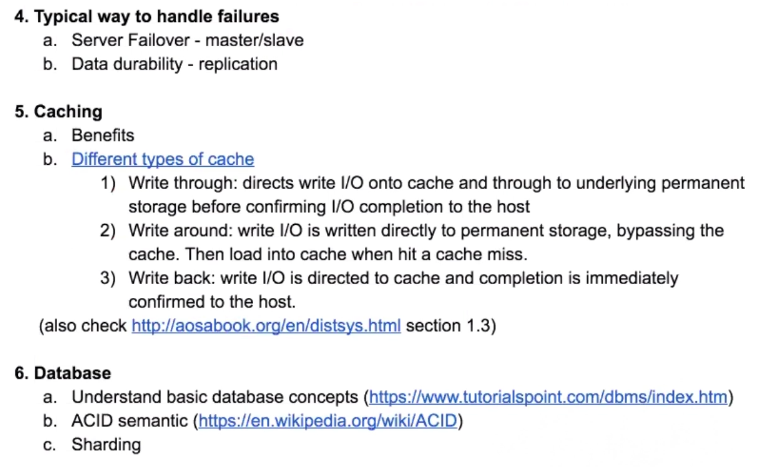 4. Typical way to handle failures
a. Server Failover - master/slave
b. Data durability - replication
5. Caching
a. Benefits
b. Different types of cache
1) Write through: directs write I/O onto cache and through to underlying permanent
storage before confirming I/O completion to the host
2) Write around: write I/O is written directly to permanent storage, bypassing the
cache. Then load into cache when hit a cache miss.
3) Write back: write I/O is directed to cache and completion is immediately
confirmed to the host.
(also check http://aosabook.org/en/distsys.html section 1.3)
6. Database
a. Understand basic database concepts (https://www.tutorialspoint.com/dbms/index.htm)
b. ACID semantic (https://en.wikipedia.org/wiki/ACID)
c. Sharding